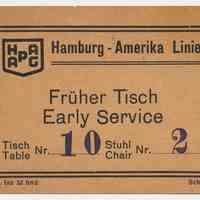 HAPAG
Hamburg - Amerika Linie
Früher Tisch
Early Service
Tisch Table Nr. 10 Stuhl Chair Nr. 2